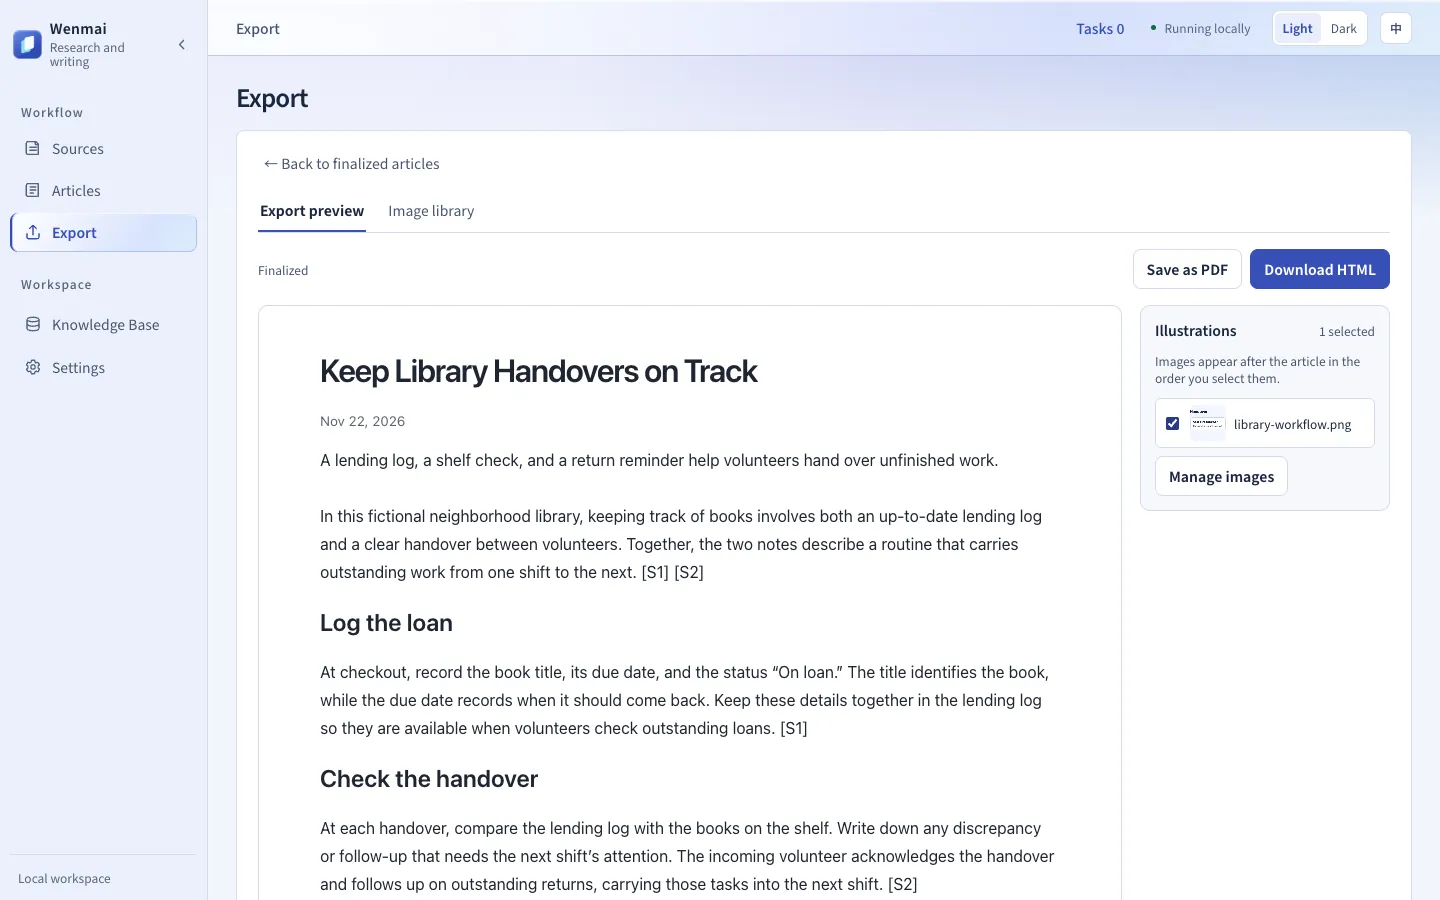 Wenmai
Research and
writing
Workflow
Sources
Articles
Export
Workspace
Knowledge Base
Settings
Local workspace
Export
Tasks 0
Running locally
Light
Dark
中
Export
← Back to finalized articles
Export preview
Image library
Finalized
Save as PDF
Download HTML
Keep Library Handovers on Track
Nov 22, 2026
A lending log, a shelf check, and a return reminder help volunteers hand over unfinished work.
In this fictional neighborhood library, keeping track of books involves both an up-to-date lending log
and a clear handover between volunteers. Together, the two notes describe a routine that carries
outstanding work from one shift to the next. [S1] [S2]
Log the loan
At checkout, record the book title, its due date, and the status “On loan.” The title identifies the book,
while the due date records when it should come back. Keep these details together in the lending log
so they are available when volunteers check outstanding loans. [S1]
Check the handover
At each handover, compare the lending log with the books on the shelf. Write down any discrepancy
or follow-up that needs the next shift’s attention. The incoming volunteer acknowledges the handover
and follows up on outstanding returns, carrying those tasks into the next shift. [S2]
Illustrations
1 selected
Images appear after the article in the
order you select them.
library-workflow.png
Manage images